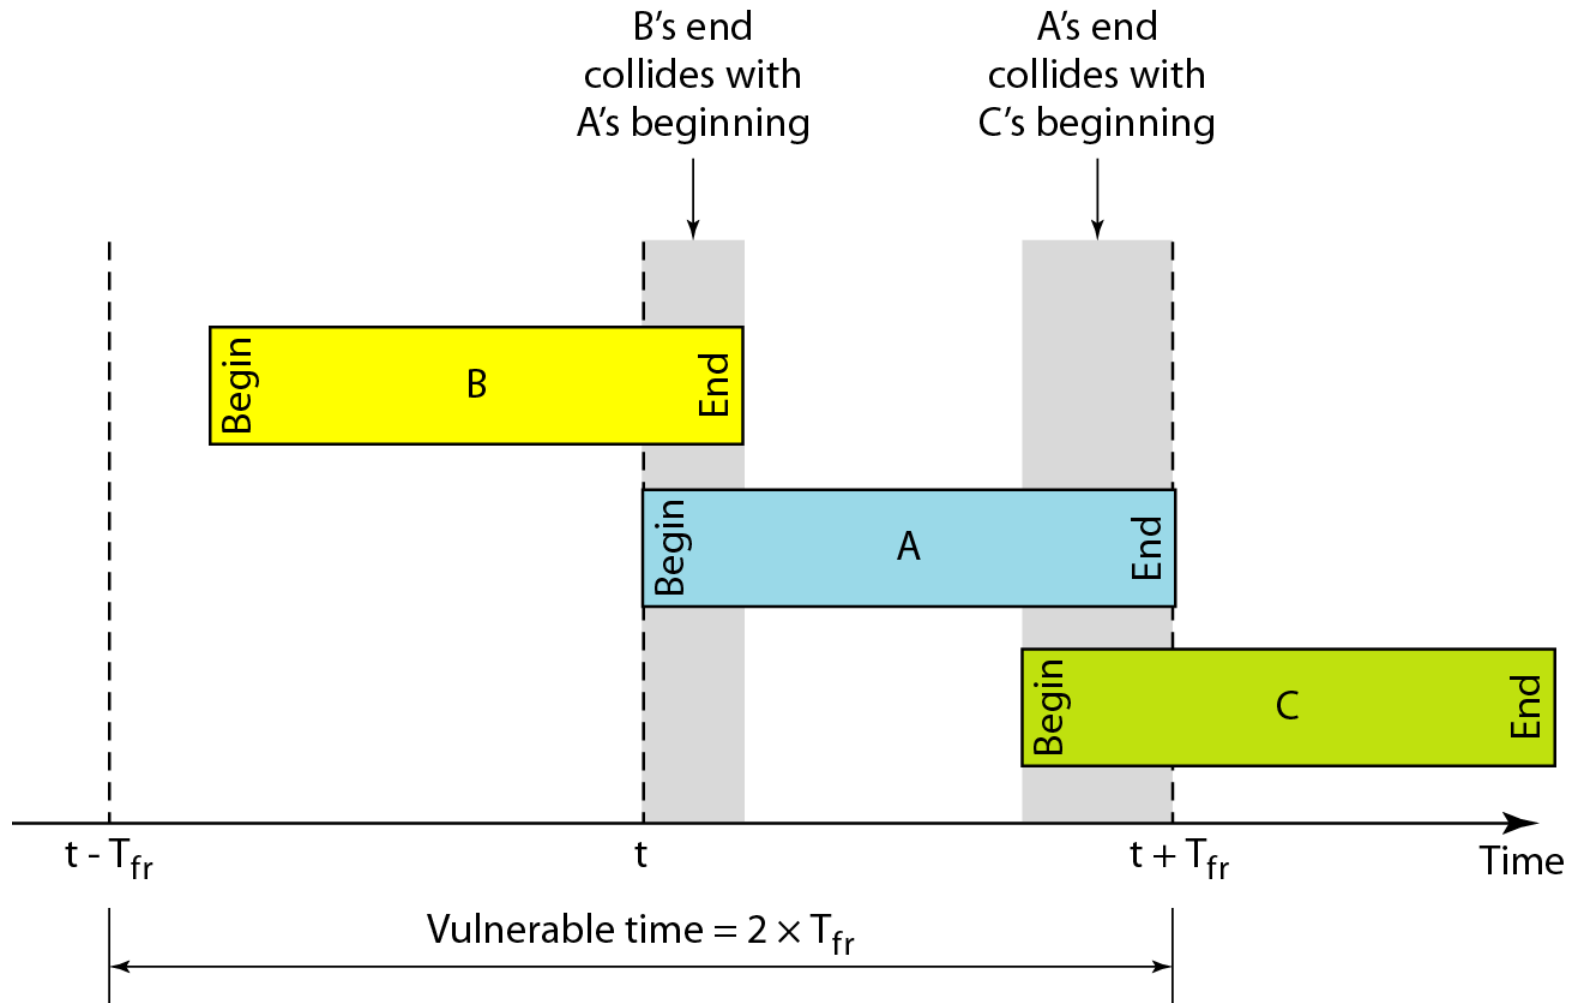 B's end
collides with
A's beginning
A's end
collides with
C's beginning
Begin
B
End
Begin
A
End
Begin
C
End
t - Tfr
t
t + Tfr
Time
Vulnerable time = 2 × Tfr